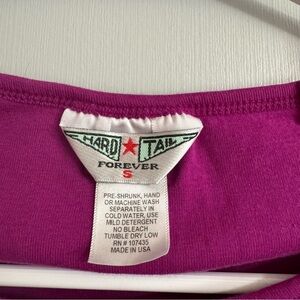 HARD TAIL
FOREVER
S
PRE-SHRUNK, HAND
OR MACHINE WASH
SEPARATELY IN
COLD WATER, USE
MILD DETERGENT
NO BLEACH
TUMBLE DRY LOW
RN # 107435
MADE IN USA